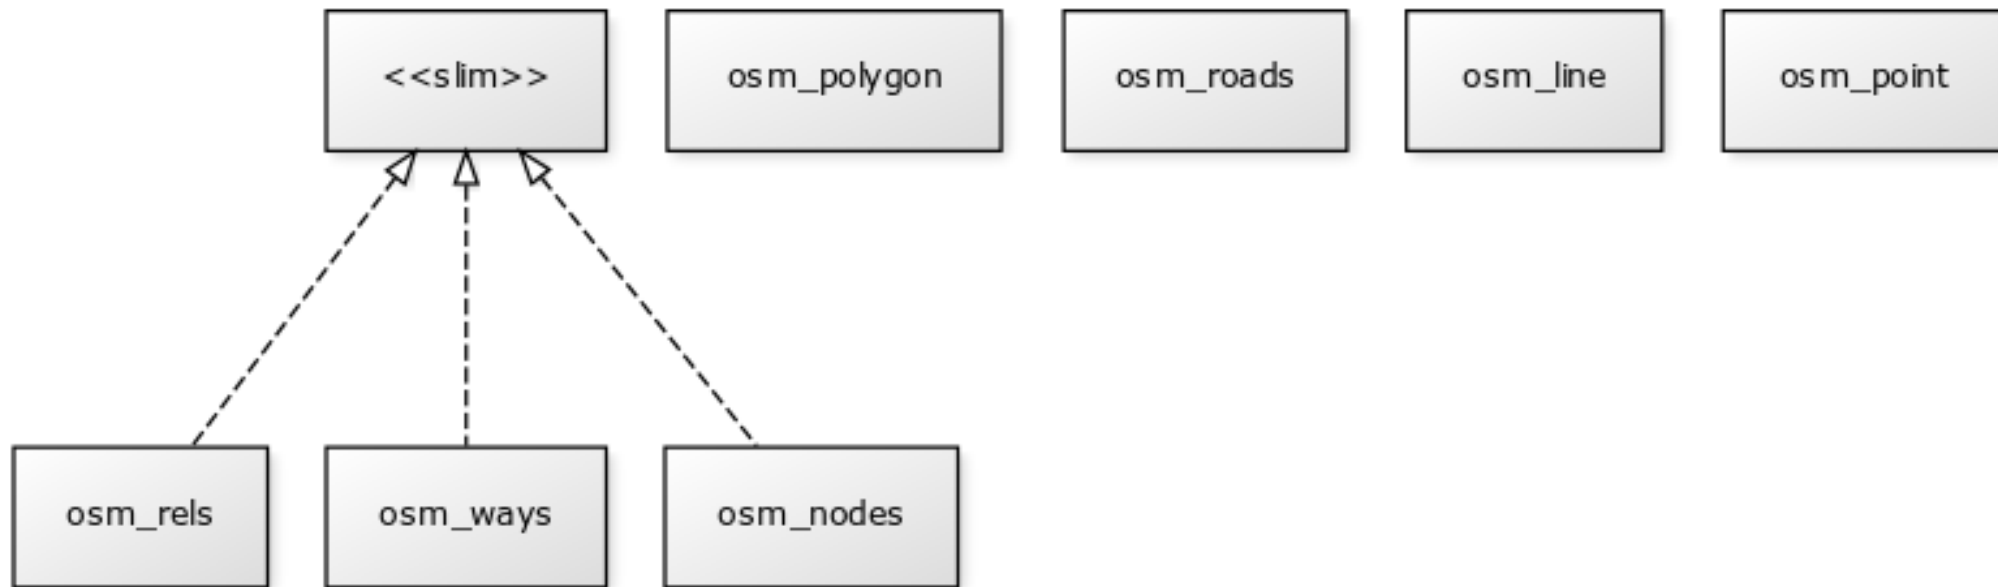 <<slim>>
osm_polygon
osm_roads
osm_line
osm_point
osm_rels
osm_ways
osm_nodes